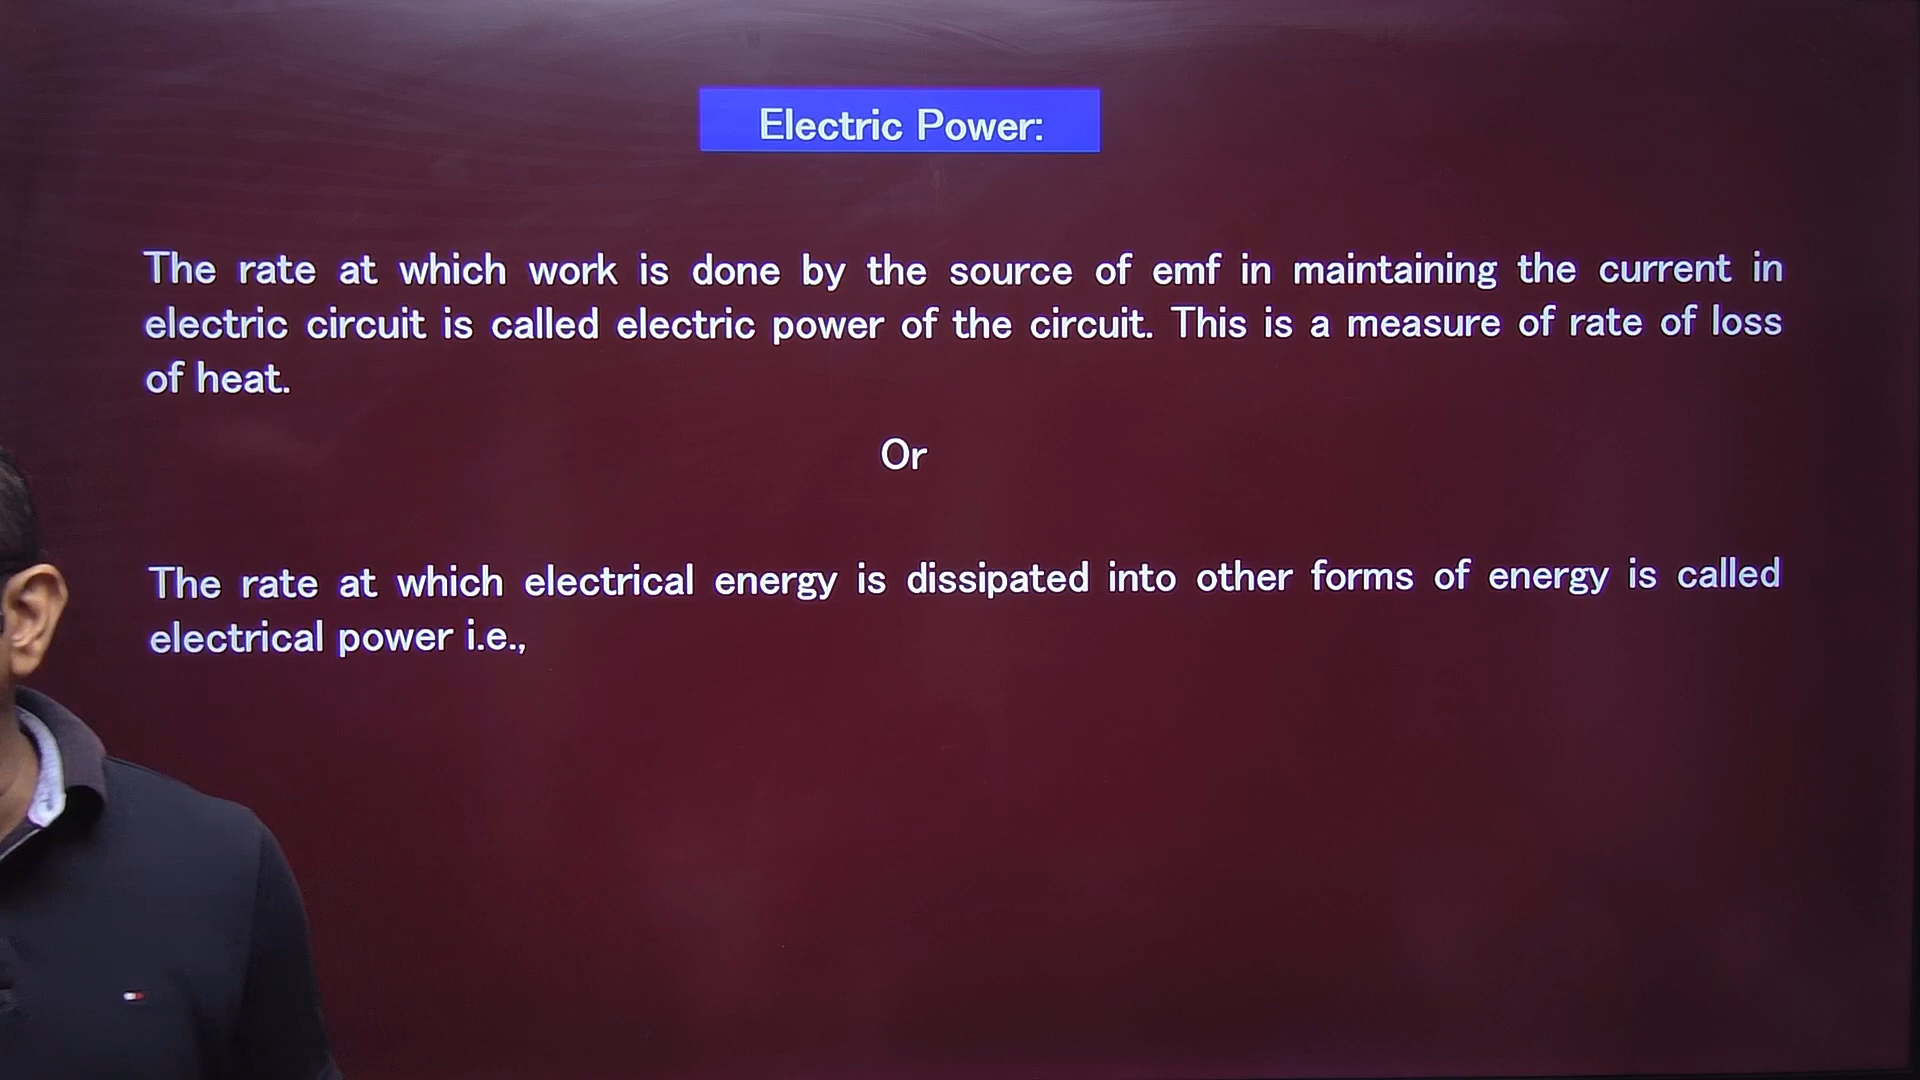 Electric Power:
The rate at which work is done by the source of emf in maintaining the current in
electric circuit is called electric power of the circuit. This is a measure of rate of loss
of heat.
Or
The rate at which electrical energy is dissipated into other forms of energy is called
electrical power i.e.,